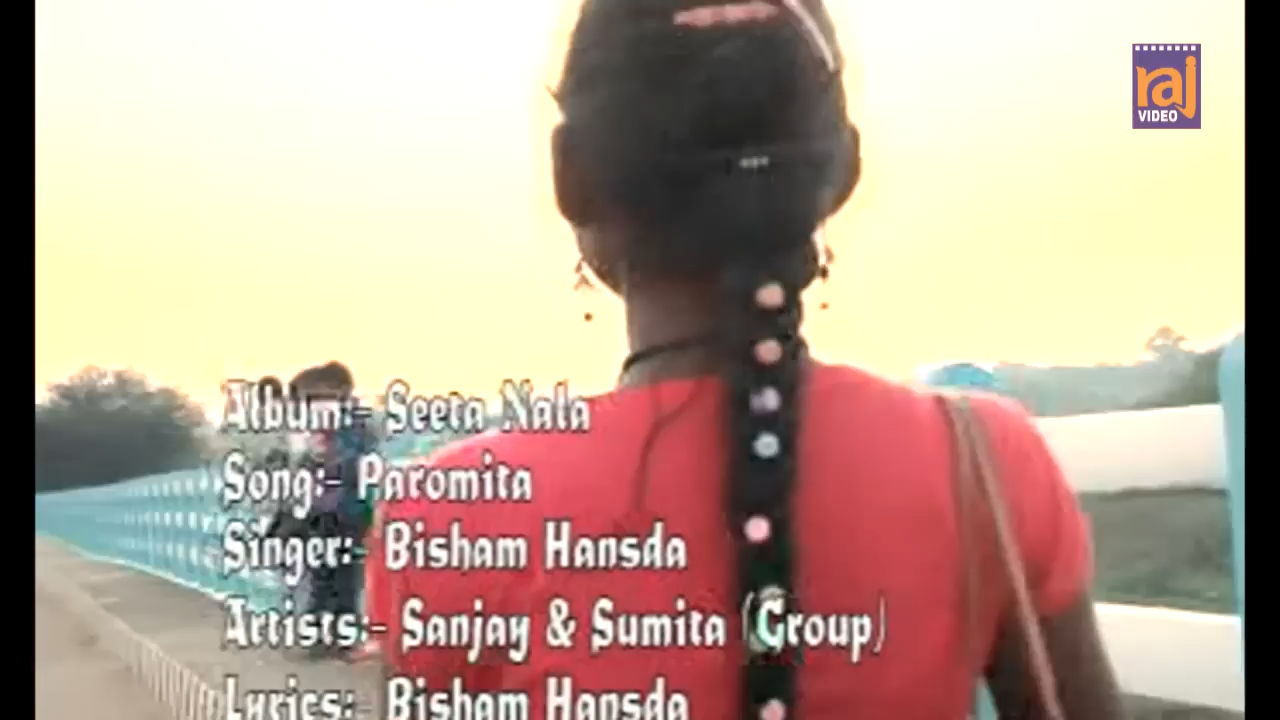 raj
VIDEO
Album:- Seeta Nala
Song:- Paromita
Singer:- Bisham Hansda
Artists:- Sanjay & Sumita (Group)
Lyrics:- Bisham Hansda